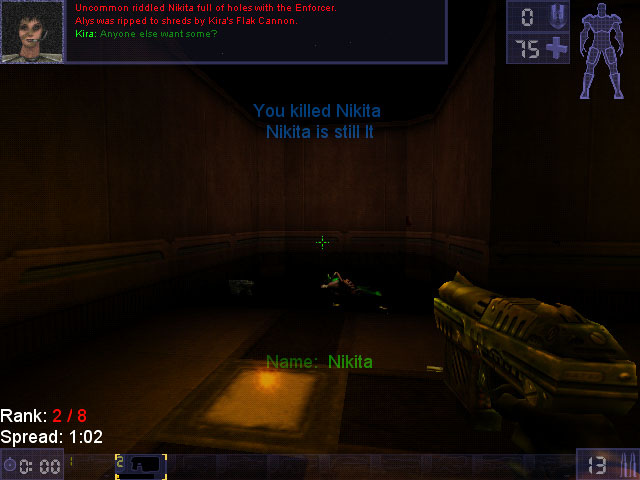 Uncommon riddled Nikita full of holes with the Enforcer.
Alys was ripped to shreds by Kira's Flak Cannon.
Kira: Anyone else want some?
0
75
You killed Nikita
Nikita is still It
Name: Nikita
Rank: 2 / 8
Spread: 1:02
0:00
2
13